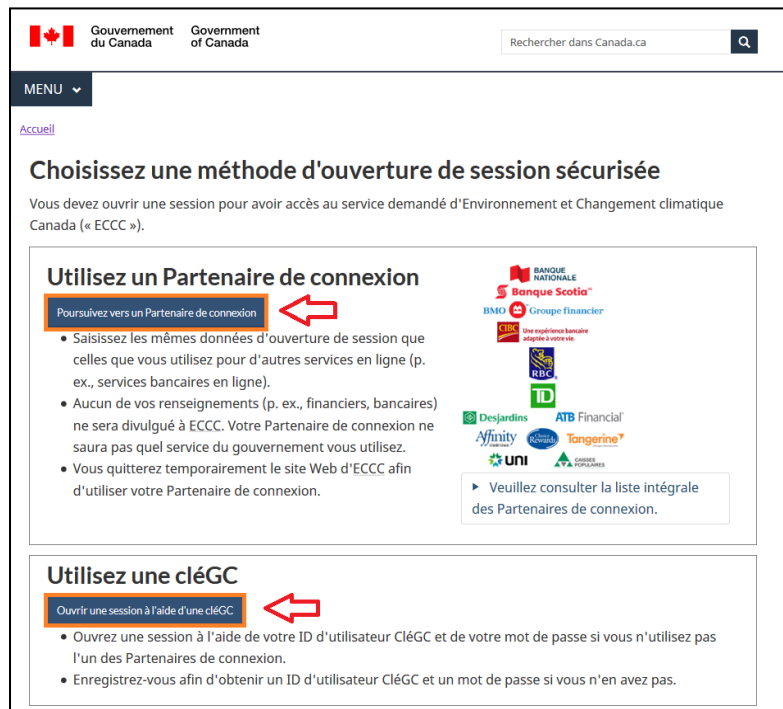 Gouvernement du Canada
Government of Canada
Rechercher dans Canada.ca
MENU
Accueil
Choisissez une méthode d'ouverture de session sécurisée
Vous devez ouvrir une session pour avoir accès au service demandé d'Environnement et Changement climatique
Canada (« ECCC »).
Utilisez un Partenaire de connexion
Poursuivez vers un Partenaire de connexion
• Saisissez les mêmes données d'ouverture de session que
celles que vous utilisez pour d'autres services en ligne (p.
ex., services bancaires en ligne).
• Aucun de vos renseignements (p. ex., financiers, bancaires)
ne sera divulgué à ECCC. Votre Partenaire de connexion ne
saura pas quel service du gouvernement vous utilisez.
• Vous quitterez temporairement le site Web d'ECCC afin
d'utiliser votre Partenaire de connexion.
BANQUE
NATIONALE
Banque Scotia
BMO Groupe financier
CIBC Une expérience bancaire
adaptée à votre vie.
RBC
TD
Desjardins ATB Financial
Affinity Choice Rewards Tangerine
UNI CAISSES
POPULAIRES
Veuillez consulter la liste intégrale
des Partenaires de connexion.
Utilisez une cléGC
Ouvrir une session à l'aide d'une cléGC
• Ouvrez une session à l'aide de votre ID d'utilisateur CléGC et de votre mot de passe si vous n'utilisez pas
l'un des Partenaires de connexion.
• Enregistrez-vous afin d'obtenir un ID d'utilisateur CléGC et un mot de passe si vous n'en avez pas.